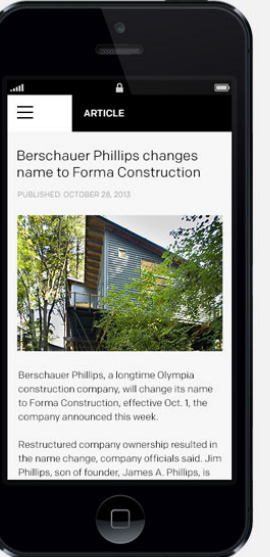 ARTICLE
Berschauer Phillips changes
name to Forma Construction
PUBLISHED: OCTOBER 28, 2013
Berschauer Phillips, a longtime Olympia
construction company, will change its name
to Forma Construction, effective Oct. 1, the
company announced this week.
Restructured company ownership resulted in
the name change, company officials said. Jim
Phillips, son of founder, James A. Phillips, is